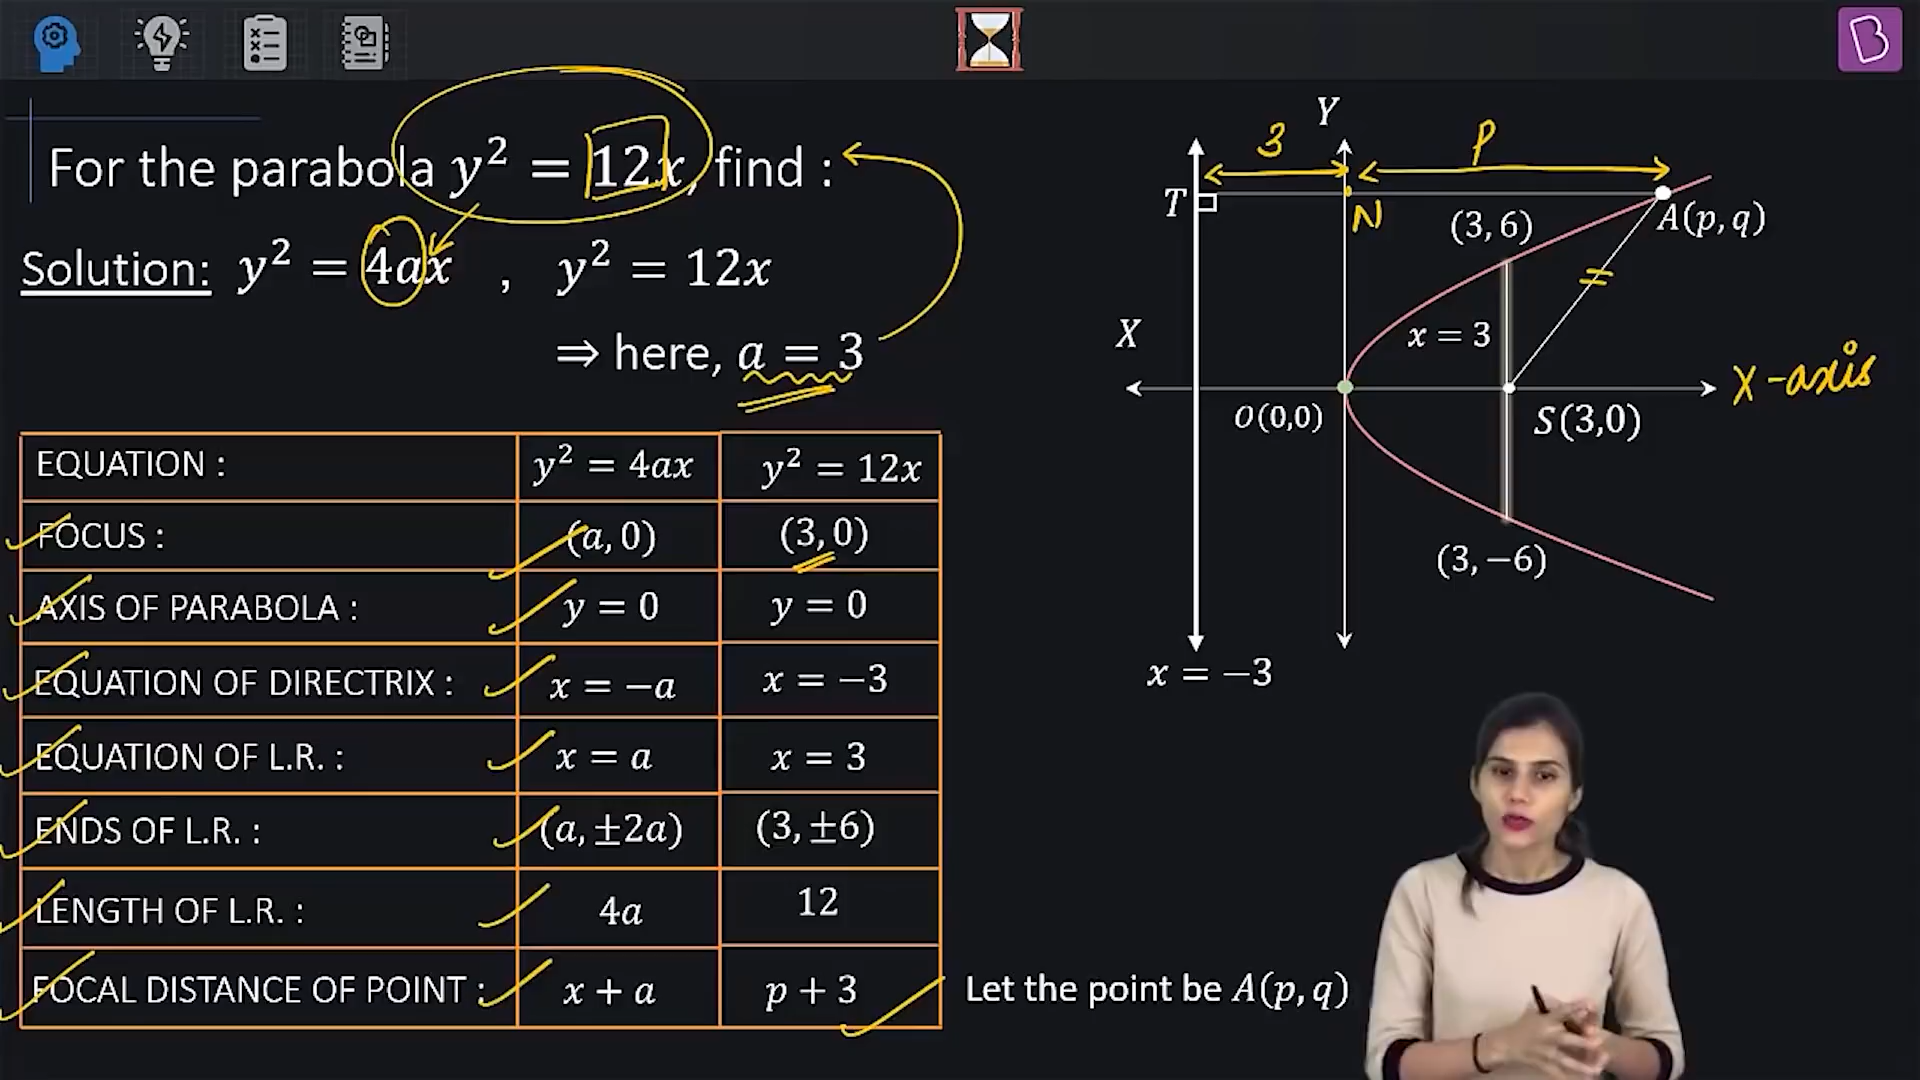 For the parabola y² = 12x, find :
Solution: y² = 4ax , y² = 12x
⇒ here, a = 3
EQUATION : y² = 4ax y² = 12x
FOCUS : (a, 0) (3, 0)
AXIS OF PARABOLA : y = 0 y = 0
EQUATION OF DIRECTRIX : x = −a x = −3
EQUATION OF L.R. : x = a x = 3
ENDS OF L.R. : (a, ±2a) (3, ±6)
LENGTH OF L.R. : 4a 12
FOCAL DISTANCE OF POINT : x + a p + 3
Let the point be A(p, q)
Y
3 P
T
N
A(p, q)
(3, 6)
X
x = 3
X-axis
O(0,0)
S(3,0)
(3, −6)
x = −3
B